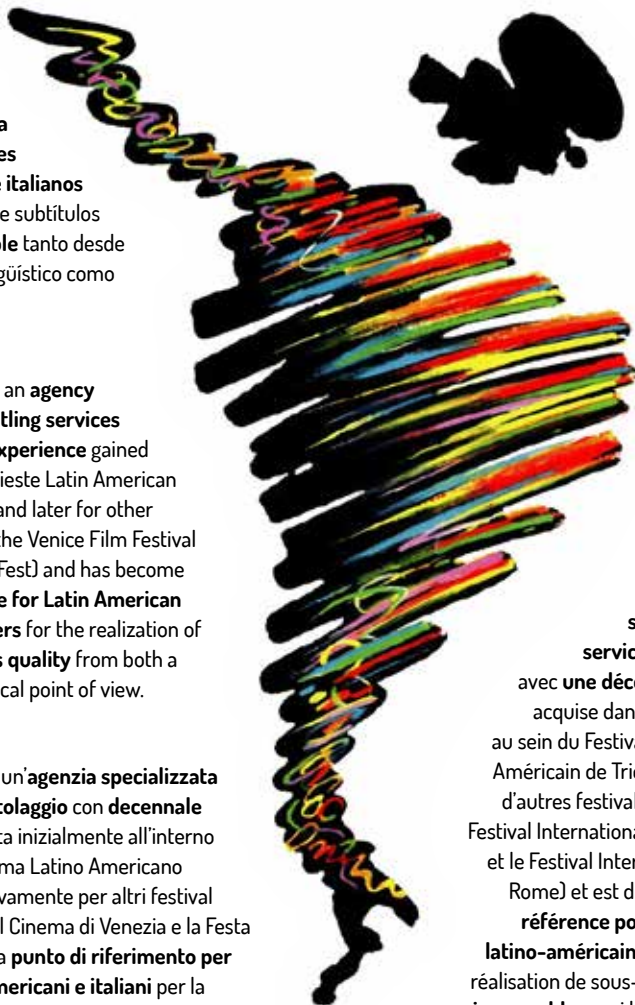 a
es
e italianos
e subtítulos
ble tanto desde
güístico como
an agency
tling services
xperience gained
ieste Latin American
and later for other
the Venice Film Festival
Fest) and has become
e for Latin American
ers for the realization of
s quality from both a
cal point of view.
un'agenzia specializzata
tolaggio con decennale
ta inizialmente all'interno
ma Latino Americano
vamente per altri festival
l Cinema di Venezia e la Festa
a punto di riferimento per
mericani e italiani per la
s
servic
avec une déce
acquise dan
au sein du Festiva
Américain de Trie
d'autres festival
Festival Internationa
et le Festival Inter
Rome) et est d
référence po
latino-américain
réalisation de sous-